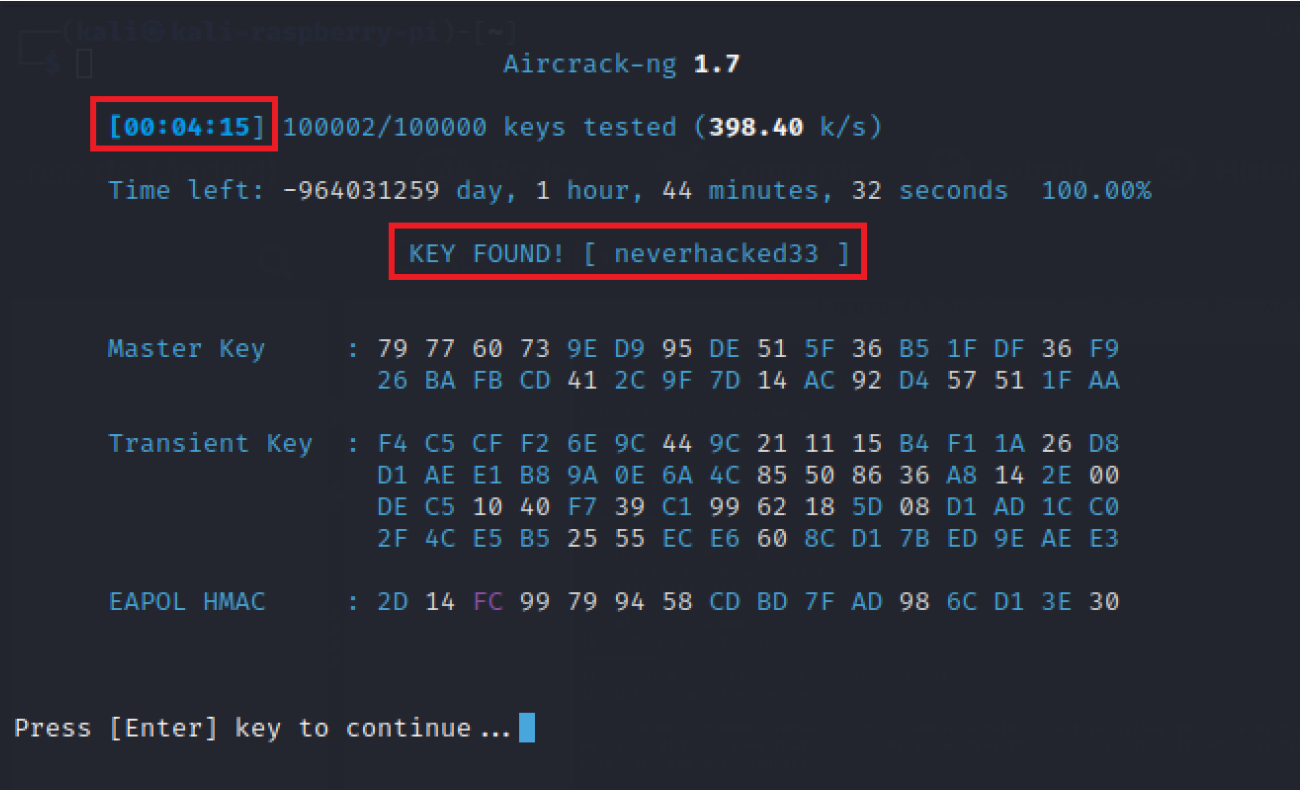 (kali㉿kali-raspberry-pi)-[~]
$
Aircrack-ng 1.7
[00:04:15] 100002/100000 keys tested (398.40 k/s)
Time left: -964031259 day, 1 hour, 44 minutes, 32 seconds 100.00%
KEY FOUND! [ neverhacked33 ]
Master Key : 79 77 60 73 9E D9 95 DE 51 5F 36 B5 1F DF 36 F9
26 BA FB CD 41 2C 9F 7D 14 AC 92 D4 57 51 1F AA
Transient Key : F4 C5 CF F2 6E 9C 44 9C 21 11 15 B4 F1 1A 26 D8
D1 AE E1 B8 9A 0E 6A 4C 85 50 86 36 A8 14 2E 00
DE C5 10 40 F7 39 C1 99 62 18 5D 08 D1 AD 1C C0
2F 4C E5 B5 25 55 EC E6 60 8C D1 7B ED 9E AE E3
EAPOL HMAC : 2D 14 FC 99 79 94 58 CD BD 7F AD 98 6C D1 3E 30
Press [Enter] key to continue...